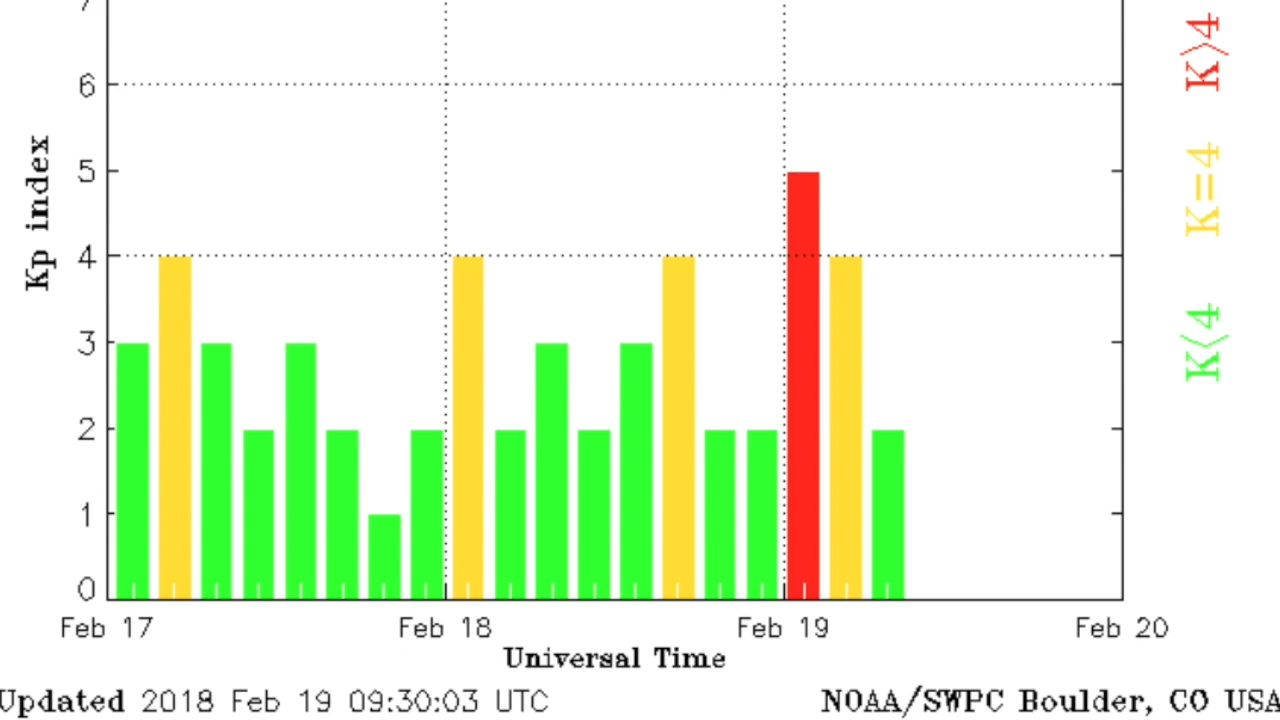 7
6
5
4
3
2
1
0
Kp index
Feb 17
Feb 18
Feb 19
Feb 20
Universal Time
Updated 2018 Feb 19 09:30:03 UTC
NOAA/SWPC Boulder, CO USA
K>4
K=4
K<4